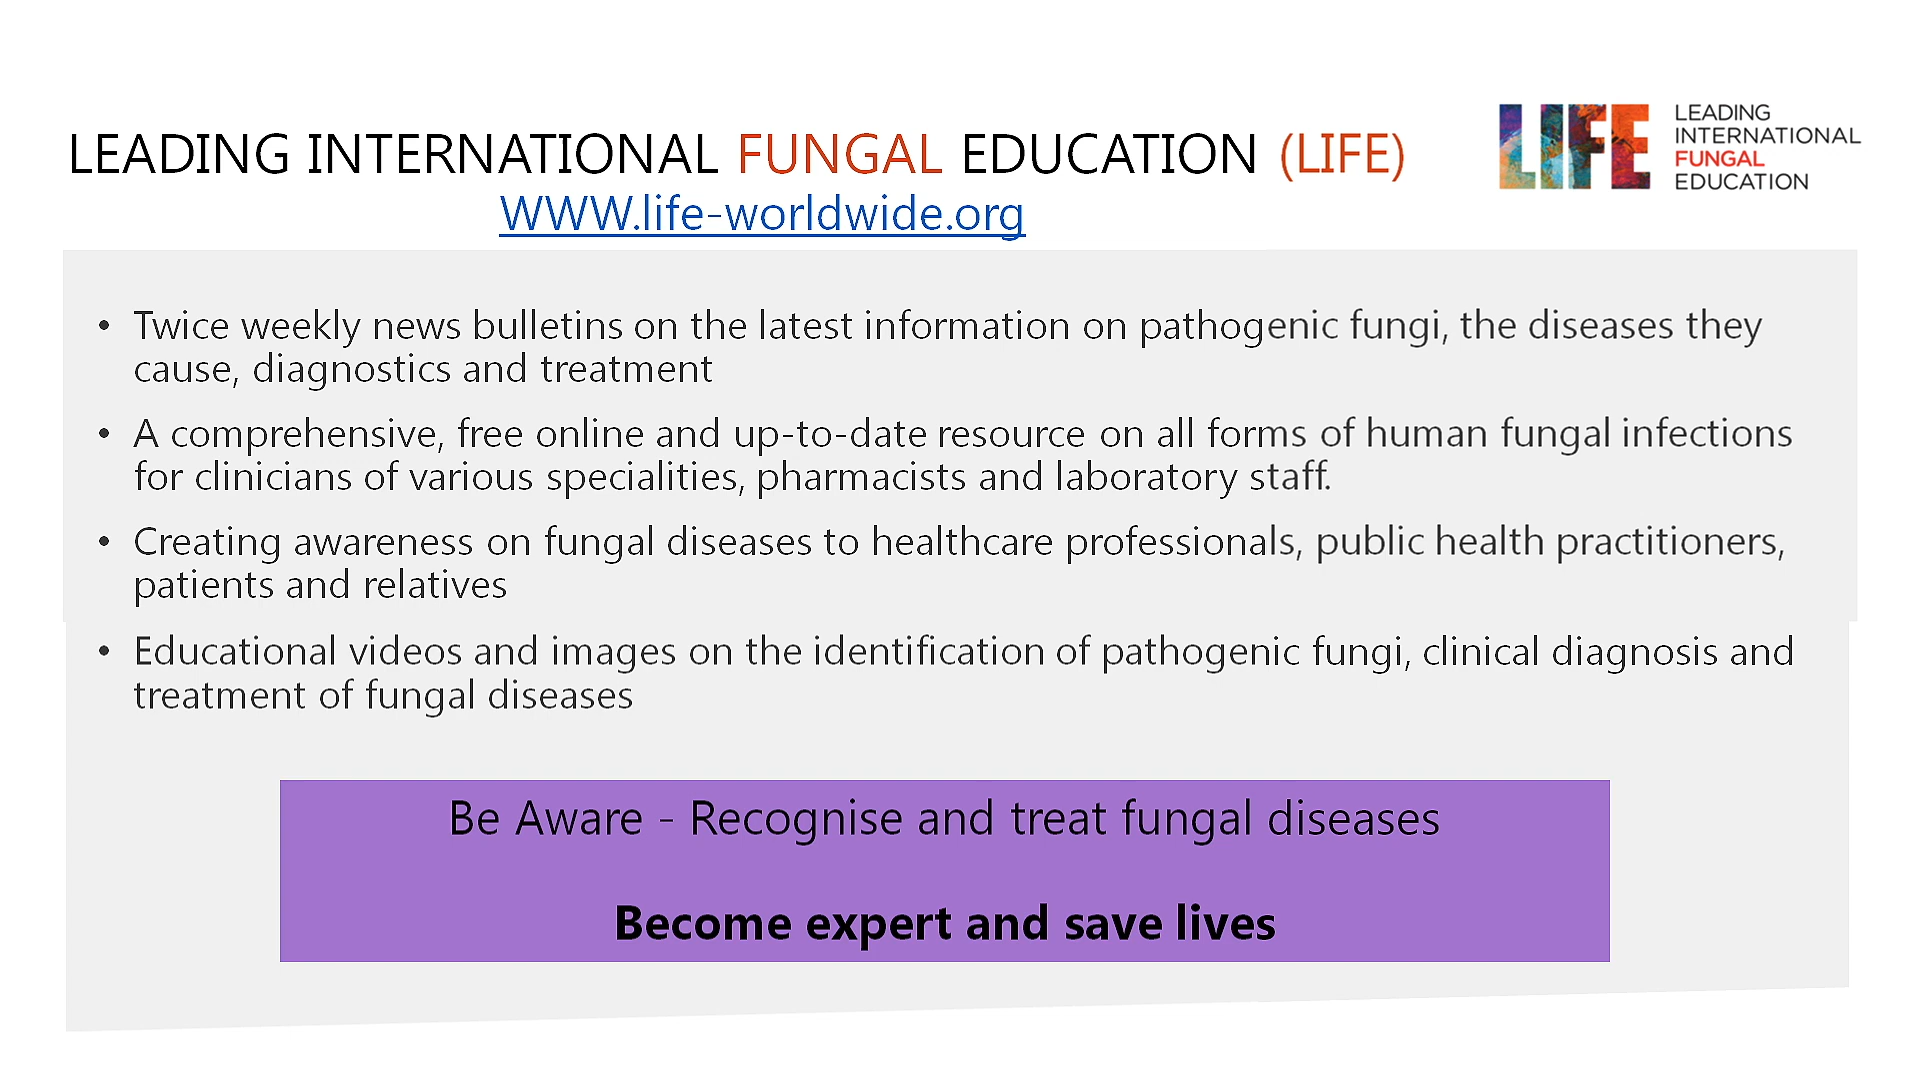 LEADING INTERNATIONAL FUNGAL EDUCATION (LIFE)
WWW.life-worldwide.org
LIFE
LEADING
INTERNATIONAL
FUNGAL
EDUCATION
• Twice weekly news bulletins on the latest information on pathogenic fungi, the diseases they
cause, diagnostics and treatment
• A comprehensive, free online and up-to-date resource on all forms of human fungal infections
for clinicians of various specialities, pharmacists and laboratory staff.
• Creating awareness on fungal diseases to healthcare professionals, public health practitioners,
patients and relatives
• Educational videos and images on the identification of pathogenic fungi, clinical diagnosis and
treatment of fungal diseases
Be Aware - Recognise and treat fungal diseases
Become expert and save lives